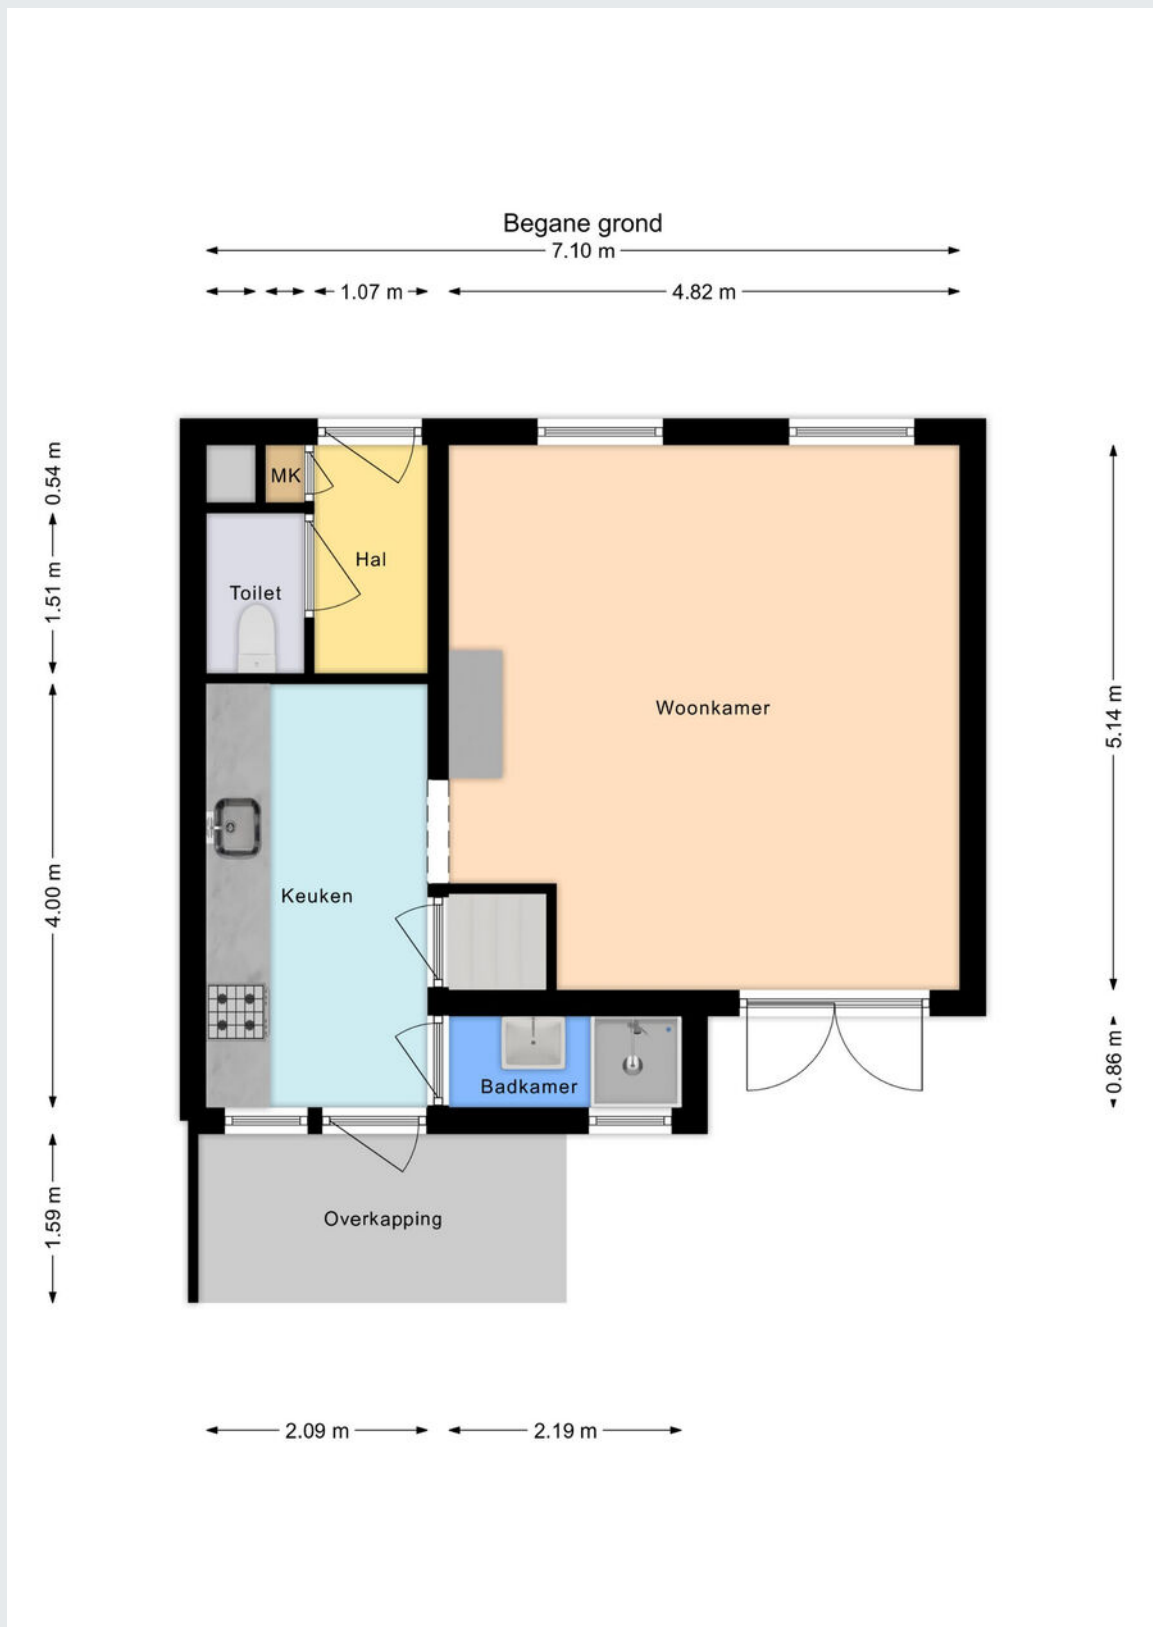 Begane grond
7.10 m
1.07 m
4.82 m
0.54 m
MK
Hal
1.51 m
Toilet
Woonkamer
5.14 m
4.00 m
Keuken
0.86 m
Badkamer
1.59 m
Overkapping
2.09 m
2.19 m